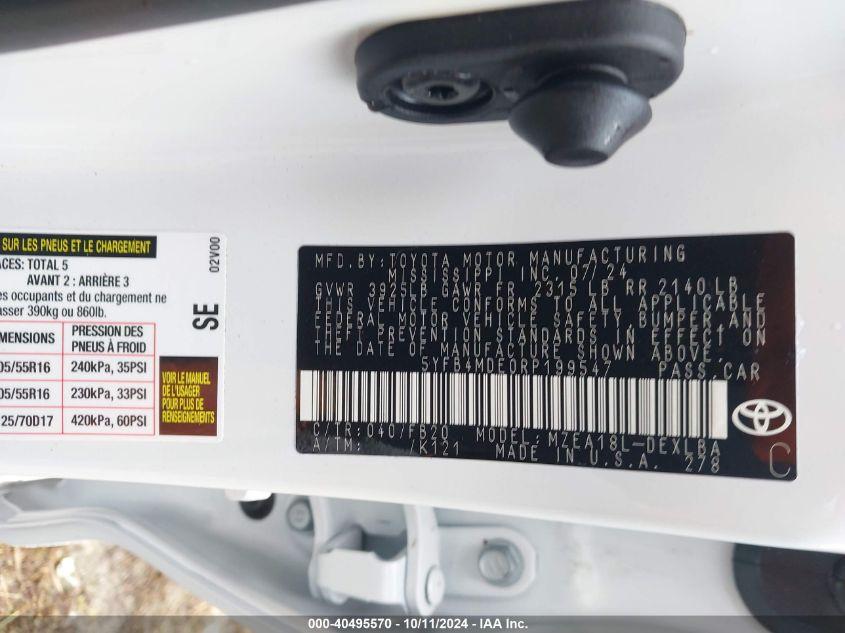 SUR LES PNEUS ET LE CHARGEMENT
ACES: TOTAL 5
AVANT 2 : ARRIÈRE 3
es occupants et du chargement ne
asser 390kg ou 860lb.
MENSIONS PRESSION DES PNEUS À FROID
05/55R16 240kPa, 35PSI
05/55R16 230kPa, 33PSI
25/70D17 420kPa, 60PSI
VOIR LE MANUEL
DE L'USAGER
POUR PLUS DE
RENSEIGNEMENTS
SE 02V00
MFD. BY: TOYOTA MOTOR MANUFACTURING
MISSISSIPPI INC. 07/24
GVWR 3925LB GAWR FR 2315 LB RR 2140 LB
THIS VEHICLE CONFORMS TO ALL APPLICABLE
FEDERAL MOTOR VEHICLE SAFETY, BUMPER, AND
THEFT PREVENTION STANDARDS IN EFFECT ON
THE DATE OF MANUFACTURE SHOWN ABOVE.
5YFB4MDE0RP199547 PASS. CAR
C/TR: 040/FB20 MODEL: MZEA18L-DEXLBA
A/TM: /K121 MADE IN U.S.A. 278
C
000-40495570 - 10/11/2024 - IAA Inc.